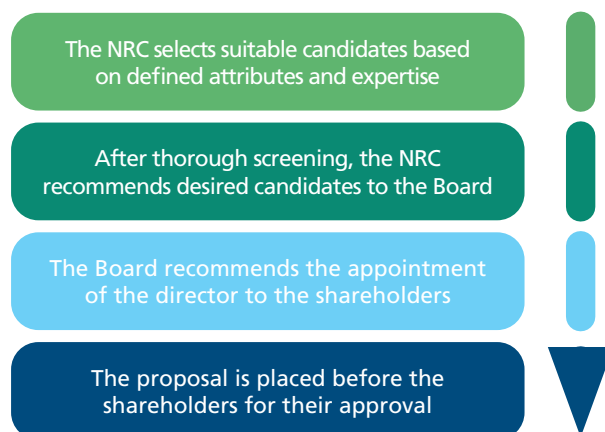 The NRC selects suitable candidates based
on defined attributes and expertise
After thorough screening, the NRC
recommends desired candidates to the Board
The Board recommends the appointment
of the director to the shareholders
The proposal is placed before the
shareholders for their approval